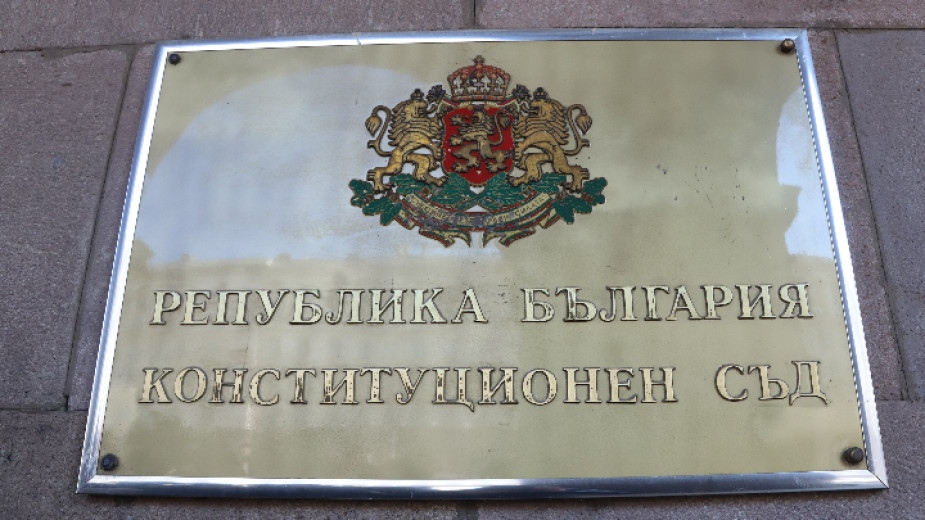 РЕПУБЛИКА БЪЛГАРИЯ
КОНСТИТУЦИОНЕН СЪД